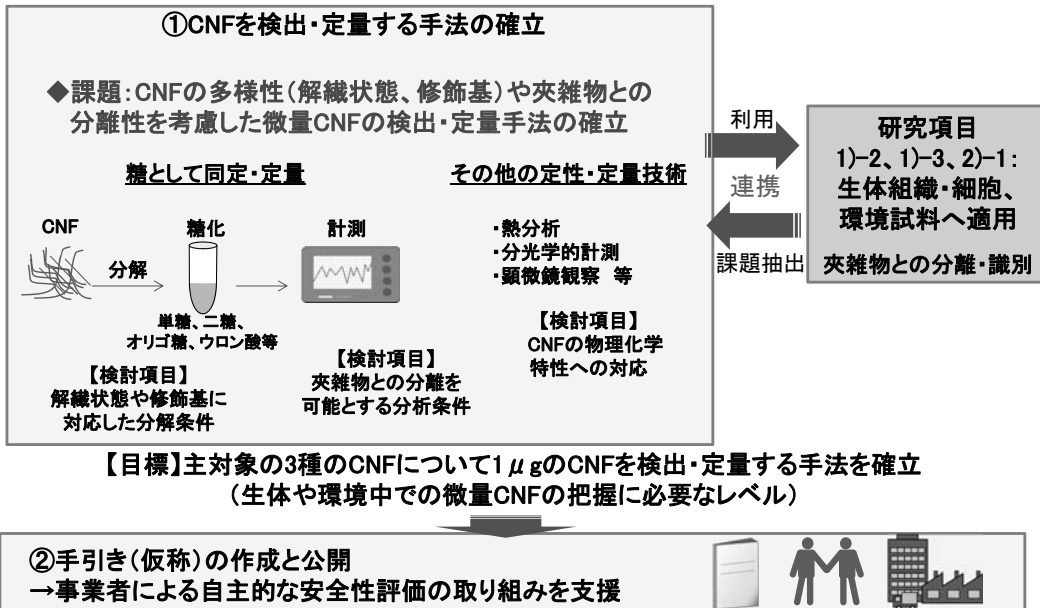 ①CNFを検出・定量する手法の確立
◆課題：CNFの多様性（解繊状態、修飾基）や夾雑物との
分離性を考慮した微量CNFの検出・定量手法の確立
糖として同定・定量
CNF
分解
糖化
計測
単糖、二糖、
オリゴ糖、ウロン酸等
【検討項目】
解繊状態や修飾基に
対応した分解条件
【検討項目】
夾雑物との分離を
可能とする分析条件
その他の定性・定量技術
・熱分析
・分光学的計測
・顕微鏡観察 等
【検討項目】
CNFの物理化学
特性への対応
利用
連携
課題抽出
研究項目
1)-2、1)-3、2)-1：
生体組織・細胞、
環境試料へ適用
夾雑物との分離・識別
【目標】主対象の3種のCNFについて1μgのCNFを検出・定量する手法を確立
（生体や環境中での微量CNFの把握に必要なレベル）
②手引き（仮称）の作成と公開
→事業者による自主的な安全性評価の取り組みを支援